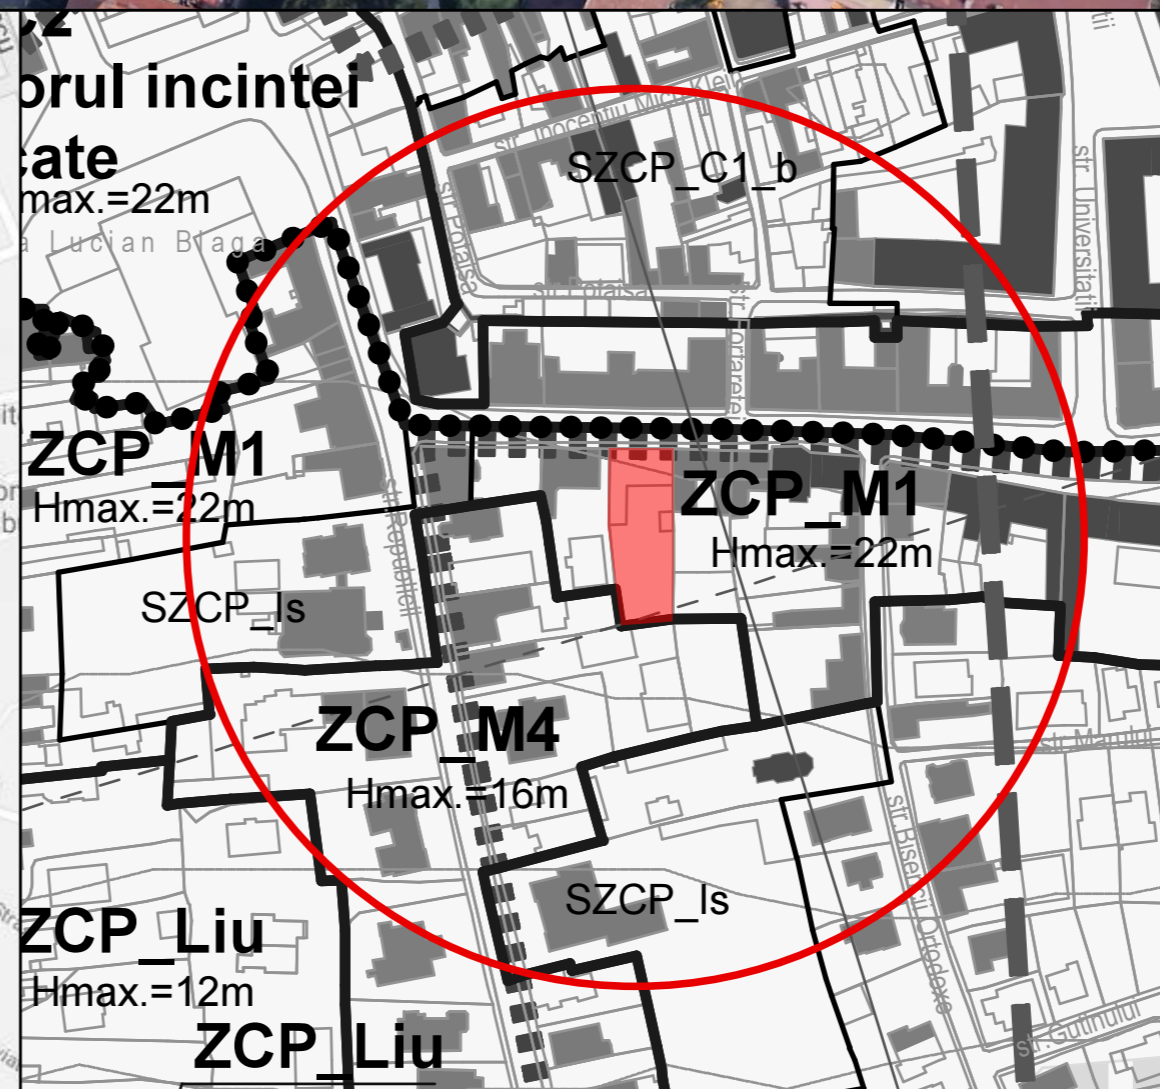 orul incintei
cate
max.=22m
a Lucian Blaga
str. Inocențiu Micu Klein
SZCP_C1_b
str. Potaisa
str. Potaisa
str. Fortăreței
str. Universității
ZCP_M1
Hmax.=22m
ZCP_M1
Hmax.=22m
str. Republicii
SZCP_Is
ZCP_M4
Hmax.=16m
str. Bisericii Ortodoxe
SZCP_Is
ZCP_Liu
Hmax.=12m
ZCP_Liu
str. Gutinului